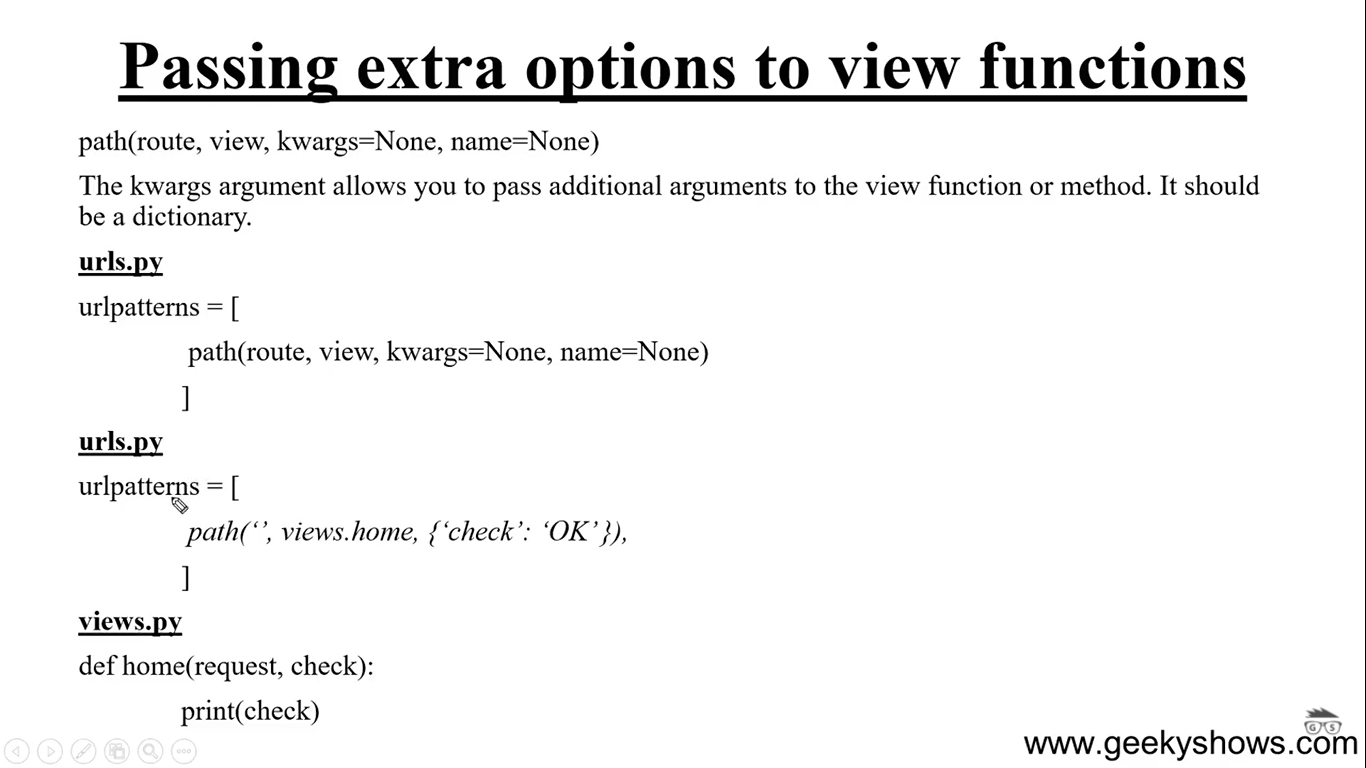 Passing extra options to view functions
path(route, view, kwargs=None, name=None)
The kwargs argument allows you to pass additional arguments to the view function or method. It should
be a dictionary.
urls.py
urlpatterns = [
path(route, view, kwargs=None, name=None)
]
urls.py
urlpatterns = [
path(‘’, views.home, {‘check’: ‘OK’}),
]
views.py
def home(request, check):
print(check)
G S
www.geekyshows.com